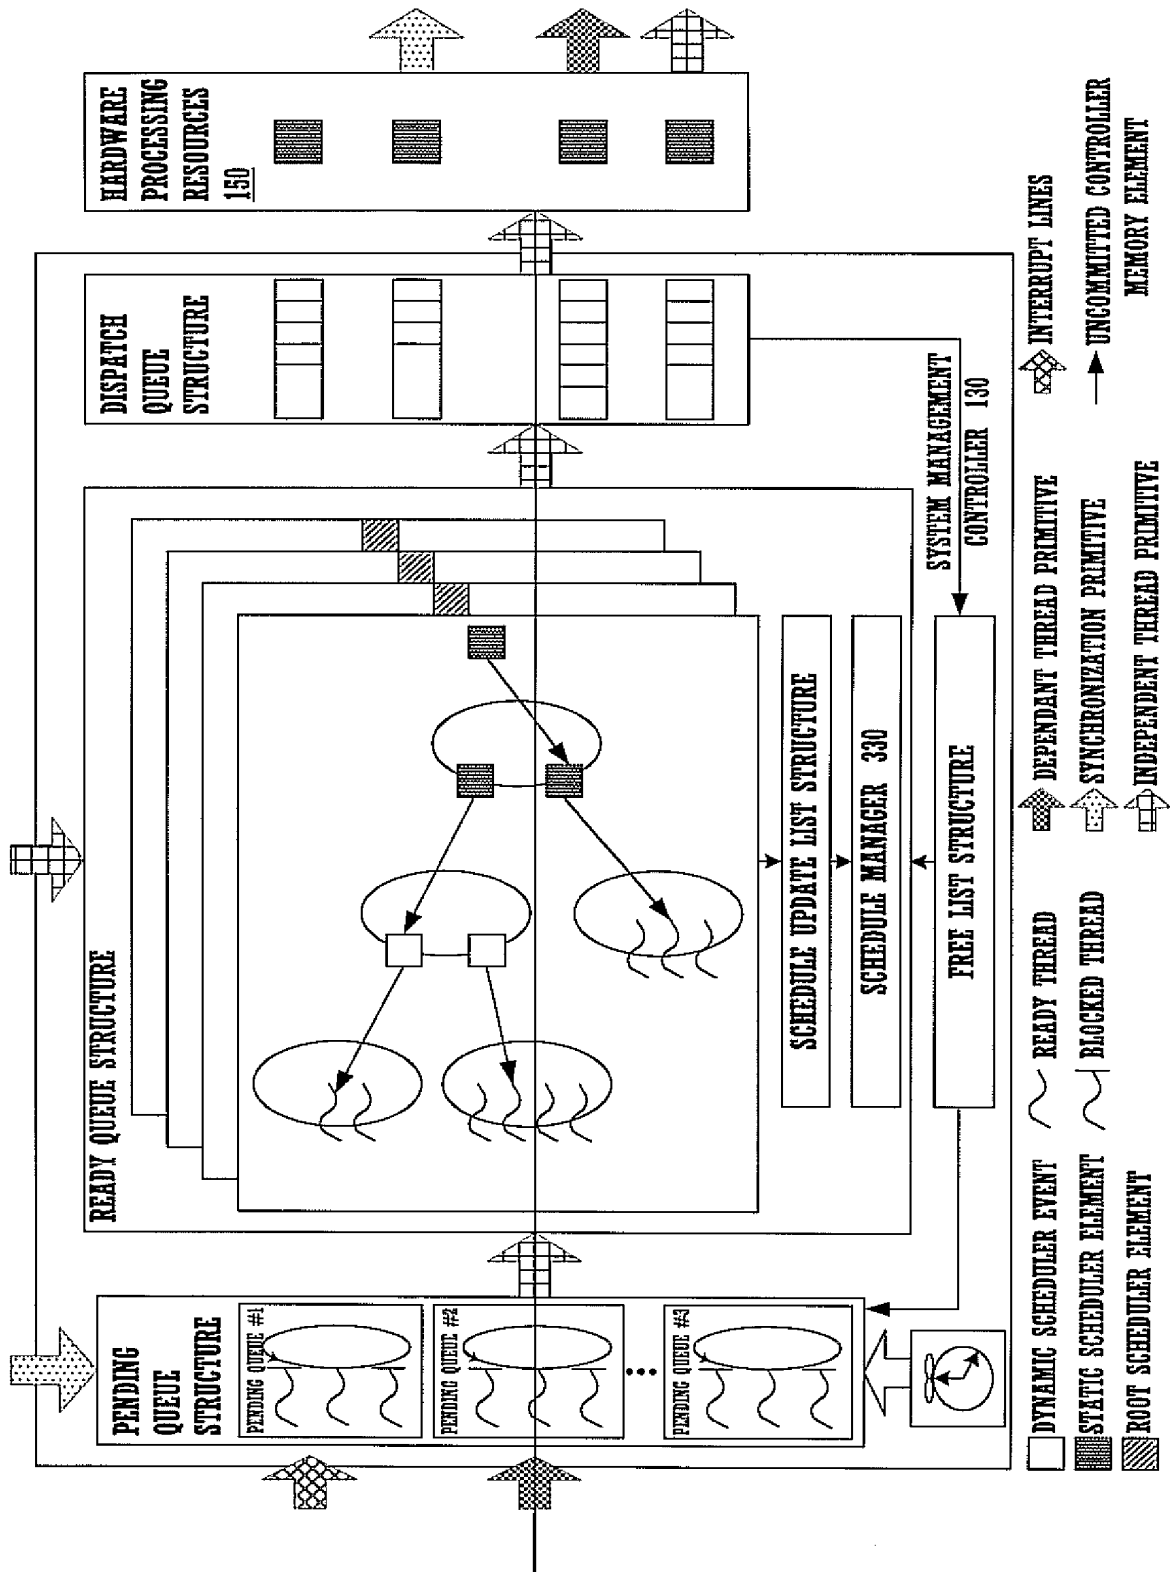 PENDING
QUEUE
STRUCTURE
PENDING QUEUE #1
PENDING QUEUE #2
PENDING QUEUE #3
READY QUEUE STRUCTURE
SCHEDULE UPDATE LIST STRUCTURE
SCHEDULE MANAGER 330
FREE LIST STRUCTURE
DISPATCH
QUEUE
STRUCTURE
SYSTEM MANAGEMENT
CONTROLLER 130
HARDWARE
PROCESSING
RESOURCES
150
DYNAMIC SCHEDULER EVENT
STATIC SCHEDULER ELEMENT
ROOT SCHEDULER ELEMENT
READY THREAD
BLOCKED THREAD
DEPENDANT THREAD PRIMITIVE
SYNCHRONIZATION PRIMITIVE
INDEPENDENT THREAD PRIMITIVE
INTERRUPT LINES
UNCOMMITTED CONTROLLER
MEMORY ELEMENT